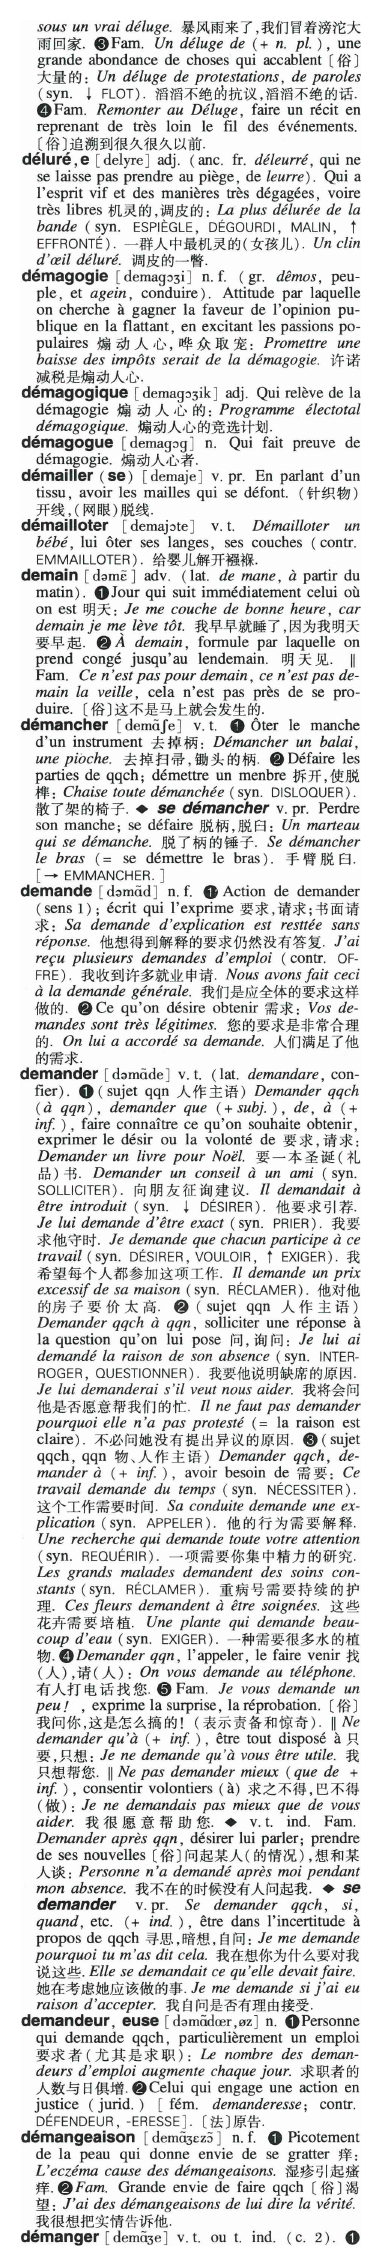 sous un vrai déluge. 暴风雨来了,我们冒着滂沱大
雨回家. ❸Fam. Un déluge de (+ n. pl.), une
grande abondance de choses qui accablent〔俗〕
大量的: Un déluge de protestations, de paroles
(syn. ↓ FLOT). 滔滔不绝的抗议,滔滔不绝的话.
❹Fam. Remonter au Déluge, faire un récit en
reprenant de très loin le fil des événements.
〔俗〕追溯到很久很久以前.
déluré,e [delyre] adj. (anc. fr. déleurré, qui ne
se laisse pas prendre au piège, de leurre). Qui a
l'esprit vif et des manières très dégagées, voire
très libres 机灵的,调皮的: La plus délurée de la
bande (syn. ESPIÈGLE, DÉGOURDI, MALIN, ↑
EFFRONTÉ). 一群人中最机灵的(女孩儿). Un clin
d'œil déluré. 调皮的一瞥.
démagogie [demagɔʒi] n. f. (gr. dêmos, peu-
ple, et agein, conduire). Attitude par laquelle
on cherche à gagner la faveur de l'opinion pu-
blique en la flattant, en excitant les passions po-
pulaires 煽动人心,哗众取宠: Promettre une
baisse des impôts serait de la démagogie. 许诺
减税是煽动人心.
démagogique [demagɔʒik] adj. Qui relève de la
démagogie 煽动人心的: Programme électotal
démagogique. 煽动人心的竞选计划.
démagogue [demagɔg] n. Qui fait preuve de
démagogie. 煽动人心者.
démailler (se) [demaje] v. pr. En parlant d'un
tissu, avoir les mailles qui se défont. (针织物)
开线,(网眼)脱线.
démailloter [demajɔte] v. t. Démailloter un
bébé, lui ôter ses langes, ses couches (contr.
EMMAILLOTER). 给婴儿解开襁褓.
demain [dəmɛ̃] adv. (lat. de mane, à partir du
matin). ❶Jour qui suit immédiatement celui où
on est 明天: Je me couche de bonne heure, car
demain je me lève tôt. 我早早就睡了,因为我明天
要早起. ❷À demain, formule par laquelle on
prend congé jusqu'au lendemain. 明天见. ‖
Fam. Ce n'est pas pour demain, ce n'est pas de-
main la veille, cela n'est pas près de se pro-
duire.〔俗〕这不是马上就会发生的.
démancher [demɑ̃ʃe] v. t. ❶ Ôter le manche
d'un instrument 去掉柄: Démancher un balai,
une pioche. 去掉扫帚,锄头的柄. ❷Défaire les
parties de qqch; démettre un menbre 拆开,使脱
榫: Chaise toute démanchée (syn. DISLOQUER).
散了架的椅子. ◆ se démancher v. pr. Perdre
son manche; se défaire 脱柄,脱臼: Un marteau
qui se démanche. 脱了柄的锤子. Se démancher
le bras (= se démettre le bras). 手臂脱臼.
[→ EMMANCHER.]
demande [dəmɑ̃d] n. f. ❶ Action de demander
(sens 1); écrit qui l'exprime 要求,请求;书面请
求: Sa demande d'explication est resttée sans
réponse. 他想得到解释的要求仍然没有答复. J'ai
reçu plusieurs demandes d'emploi (contr. OF-
FRE). 我收到许多就业申请. Nous avons fait ceci
à la demande générale. 我们是应全体的要求这样
做的. ❷Ce qu'on désire obtenir 需求: Vos de-
mandes sont très légitimes. 您的要求是非常合理
的. On lui a accordé sa demande. 人们满足了他
的需求.
demander [dəmɑ̃de] v. t. (lat. demandare, con-
fier). ❶(sujet qqn 人作主语) Demander qqch
(à qqn), demander que (+subj.), de, à (+
inf.), faire connaître ce qu'on souhaite obtenir,
exprimer le désir ou la volonté de 要求,请求:
Demander un livre pour Noël. 要一本圣诞(礼
品)书. Demander un conseil à un ami (syn.
SOLLICITER). 向朋友征询建议. Il demandait à
être introduit (syn. ↓ DÉSIRER). 他要求引荐.
Je lui demande d'être exact (syn. PRIER). 我要
求他守时. Je demande que chacun participe à ce
travail (syn. DÉSIRER, VOULOIR, ↑ EXIGER). 我
希望每个人都参加这项工作. Il demande un prix
excessif de sa maison (syn. RÉCLAMER). 他对他
的房子要价太高. ❷ (sujet qqn 人作主语)
Demander qqch à qqn, solliciter une réponse à
la question qu'on lui pose 问,询问: Je lui ai
demandé la raison de son absence (syn. INTER-
ROGER, QUESTIONNER). 我要他说明缺席的原因.
Je lui demanderai s'il veut nous aider. 我将会问
他是否愿意帮我们的忙. Il ne faut pas demander
pourquoi elle n'a pas protesté (= la raison est
claire). 不必问她没有提出异议的原因. ❸(sujet
qqch, qqn 物、人作主语) Demander qqch, de-
mander à (+ inf.), avoir besoin de 需要: Ce
travail demande du temps (syn. NÉCESSITER).
这个工作需要时间. Sa conduite demande une ex-
plication (syn. APPELER). 他的行为需要解释.
Une recherche qui demande toute votre attention
(syn. REQUÉRIR). 一项需要你集中精力的研究.
Les grands malades demandent des soins con-
stants (syn. RÉCLAMER). 重病号需要持续的护
理. Ces fleurs demandent à être soignées. 这些
花卉需要培植. Une plante qui demande beau-
coup d'eau (syn. EXIGER). 一种需要很多水的植
物. ❹Demander qqn, l'appeler, le faire venir 找
(人),请(人): On vous demande au téléphone.
有人打电话找您. ❺Fam. Je vous demande un
peu! , exprime la surprise, la réprobation.〔俗〕
我问你,这是怎么搞的! (表示责备和惊奇). ‖ Ne
demander qu'à (+ inf.), être tout disposé à 只
要,只想: Je ne demande qu'à vous être utile. 我
只想帮您. ‖ Ne pas demander mieux (que de +
inf.), consentir volontiers (à) 求之不得,巴不得
(做): Je ne demandais pas mieux que de vous
aider. 我很愿意帮助您. ◆ v. t. ind. Fam.
Demander après qqn, désirer lui parler; prendre
de ses nouvelles〔俗〕问起某人(的情况),想和某
人谈: Personne n'a demandé après moi pendant
mon absence. 我不在的时候没有人问起我. ◆ se
demander v. pr. Se demander qqch, si,
quand, etc. (+ ind.), être dans l'incertitude à
propos de qqch 寻思,暗想,自问: Je me demande
pourquoi tu m'as dit cela. 我在想你为什么要对我
说这些. Elle se demandait ce qu'elle devait faire.
她在考虑她应该做的事. Je me demande si j'ai eu
raison d'accepter. 我自问是否有理由接受.
demandeur, euse [dəmɑ̃dœr,øz] n. ❶Personne
qui demande qqch, particulièrement un emploi
要求者(尤其是求职): Le nombre des deman-
deurs d'emploi augmente chaque jour. 求职者的
人数与日俱增. ❷Celui qui engage une action en
justice (jurid.) [fém. demanderesse; contr.
DÉFENDEUR, -ERESSE].〔法〕原告.
démangeaison [demɑ̃ʒɛzɔ̃] n. f. ❶ Picotement
de la peau qui donne envie de se gratter 痒:
L'eczéma cause des démangeaisons. 湿疹引起瘙
痒. ❷Fam. Grande envie de faire qqch〔俗〕渴
望: J'ai des démangeaisons de lui dire la vérité.
我很想把实情告诉他.
démanger [demɑ̃ʒe] v. t. ou t. ind. (c. 2). ❶